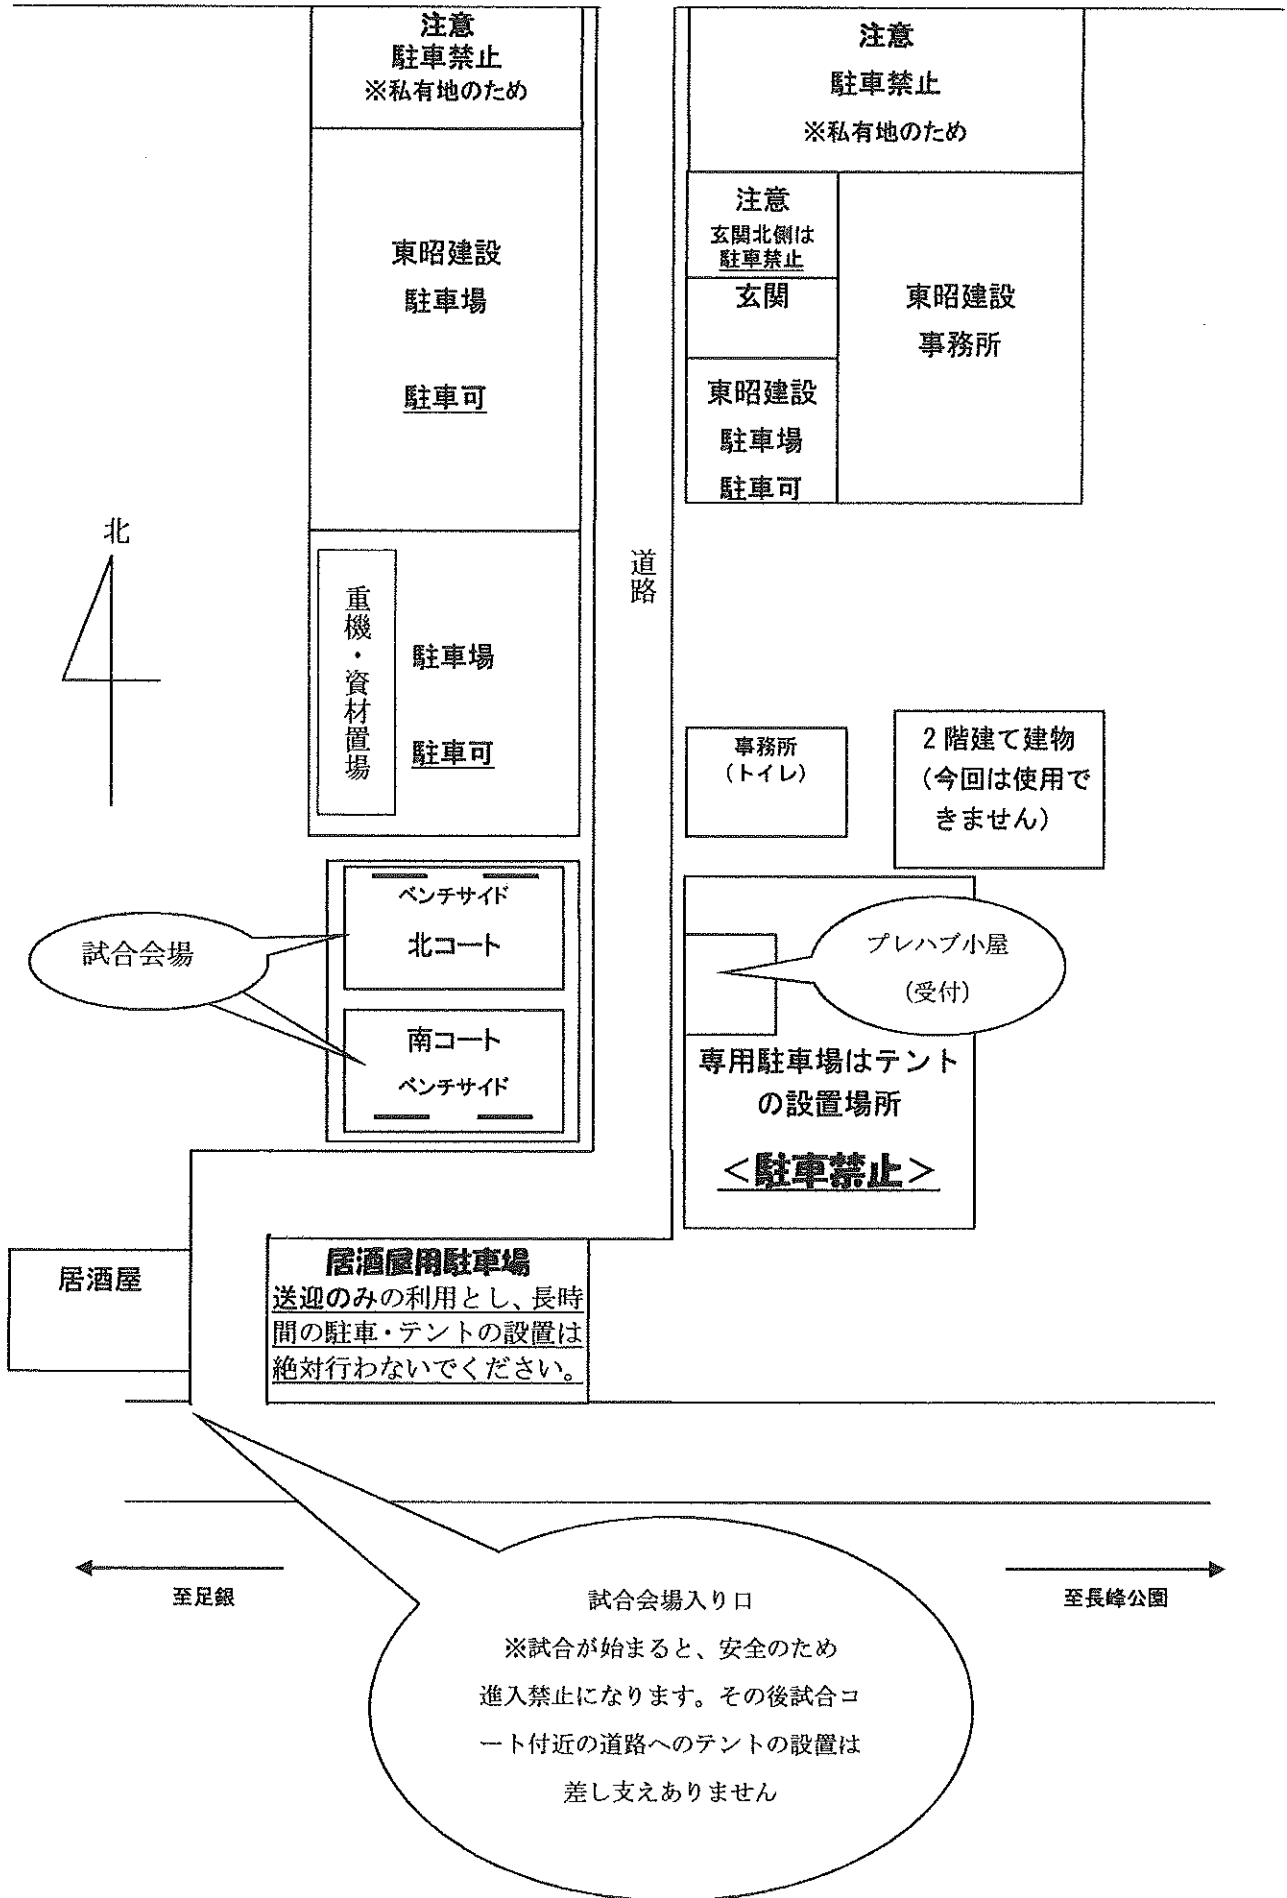 注意
駐車禁止
※私有地のため
注意
駐車禁止
※私有地のため
注意
玄関北側は
駐車禁止
玄関
東昭建設
事務所
東昭建設
駐車場
駐車可
東昭建設
駐車場
駐車可
北
道路
重機・資材置場
駐車場
駐車可
事務所
(トイレ)
2階建て建物
(今回は使用で
きません)
試合会場
ベンチサイド
北コート
南コート
ベンチサイド
プレハブ小屋
(受付)
専用駐車場はテント
の設置場所
<駐車禁止>
居酒屋
居酒屋用駐車場
送迎のみの利用とし、長時
間の駐車・テントの設置は
絶対行わないでください。
至足銀
至長峰公園
試合会場入り口
※試合が始まると、安全のため
進入禁止になります。その後試合コ
ート付近の道路へのテントの設置は
差し支えありません